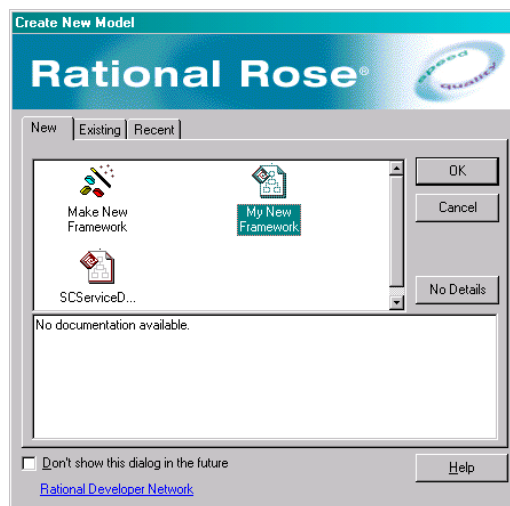 Create New Model
Rational Rose®
speed
quality
New Existing Recent
Make New
Framework
My New
Framework
SCServiceD...
OK
Cancel
No Details
No documentation available.
Don't show this dialog in the future
Help
Rational Developer Network